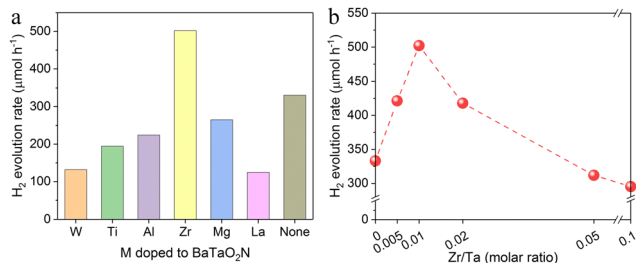 a
H₂ evolution rate (μmol h⁻¹)
500
400
300
200
100
0
W Ti Al Zr Mg La None
M doped to BaTaO₂N
b
H₂ evolution rate (μmol h⁻¹)
550
500
450
400
350
300
0 0.005 0.01 0.02 0.05 0.1
Zr/Ta (molar ratio)